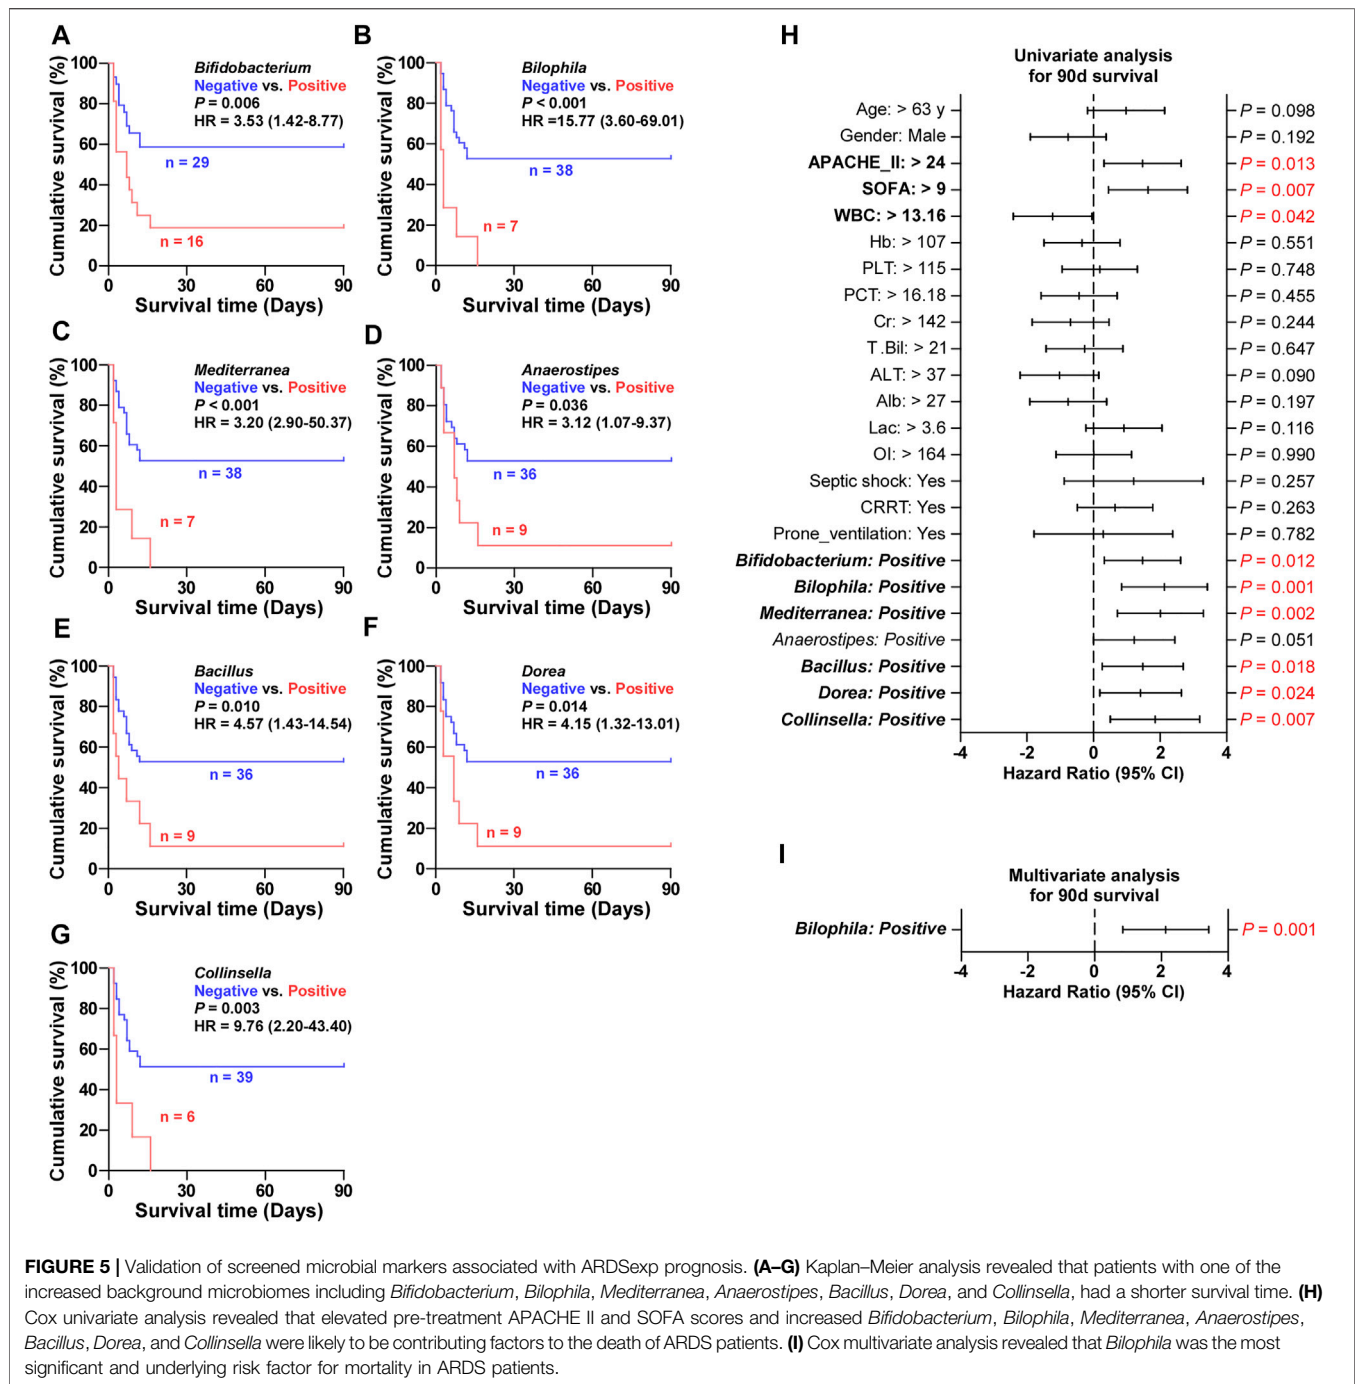 A
Cumulative survival (%)
100
80
60
40
20
0
Bifidobacterium
Negative vs. Positive
P = 0.006
HR = 3.53 (1.42-8.77)
n = 29
n = 16
0 30 60 90
Survival time (Days)
B
Cumulative survival (%)
100
80
60
40
20
0
Bilophila
Negative vs. Positive
P < 0.001
HR =15.77 (3.60-69.01)
n = 38
n = 7
0 30 60 90
Survival time (Days)
C
Cumulative survival (%)
100
80
60
40
20
0
Mediterranea
Negative vs. Positive
P < 0.001
HR = 3.20 (2.90-50.37)
n = 38
n = 7
0 30 60 90
Survival time (Days)
D
Cumulative survival (%)
100
80
60
40
20
0
Anaerostipes
Negative vs. Positive
P = 0.036
HR = 3.12 (1.07-9.37)
n = 36
n = 9
0 30 60 90
Survival time (Days)
E
Cumulative survival (%)
100
80
60
40
20
0
Bacillus
Negative vs. Positive
P = 0.010
HR = 4.57 (1.43-14.54)
n = 36
n = 9
0 30 60 90
Survival time (Days)
F
Cumulative survival (%)
100
80
60
40
20
0
Dorea
Negative vs. Positive
P = 0.014
HR = 4.15 (1.32-13.01)
n = 36
n = 9
0 30 60 90
Survival time (Days)
G
Cumulative survival (%)
100
80
60
40
20
0
Collinsella
Negative vs. Positive
P = 0.003
HR = 9.76 (2.20-43.40)
n = 39
n = 6
0 30 60 90
Survival time (Days)
H
Univariate analysis
for 90d survival
Age: > 63 y P = 0.098
Gender: Male P = 0.192
APACHE_II: > 24 P = 0.013
SOFA: > 9 P = 0.007
WBC: > 13.16 P = 0.042
Hb: > 107 P = 0.551
PLT: > 115 P = 0.748
PCT: > 16.18 P = 0.455
Cr: > 142 P = 0.244
T.Bil: > 21 P = 0.647
ALT: > 37 P = 0.090
Alb: > 27 P = 0.197
Lac: > 3.6 P = 0.116
OI: > 164 P = 0.990
Septic shock: Yes P = 0.257
CRRT: Yes P = 0.263
Prone_ventilation: Yes P = 0.782
Bifidobacterium: Positive P = 0.012
Bilophila: Positive P = 0.001
Mediterranea: Positive P = 0.002
Anaerostipes: Positive P = 0.051
Bacillus: Positive P = 0.018
Dorea: Positive P = 0.024
Collinsella: Positive P = 0.007
-4 -2 0 2 4
Hazard Ratio (95% CI)
I
Multivariate analysis
for 90d survival
Bilophila: Positive P = 0.001
-4 -2 0 2 4
Hazard Ratio (95% CI)
FIGURE 5 | Validation of screened microbial markers associated with ARDSexp prognosis. (A–G) Kaplan–Meier analysis revealed that patients with one of the
increased background microbiomes including Bifidobacterium, Bilophila, Mediterranea, Anaerostipes, Bacillus, Dorea, and Collinsella, had a shorter survival time. (H)
Cox univariate analysis revealed that elevated pre-treatment APACHE II and SOFA scores and increased Bifidobacterium, Bilophila, Mediterranea, Anaerostipes,
Bacillus, Dorea, and Collinsella were likely to be contributing factors to the death of ARDS patients. (I) Cox multivariate analysis revealed that Bilophila was the most
significant and underlying risk factor for mortality in ARDS patients.